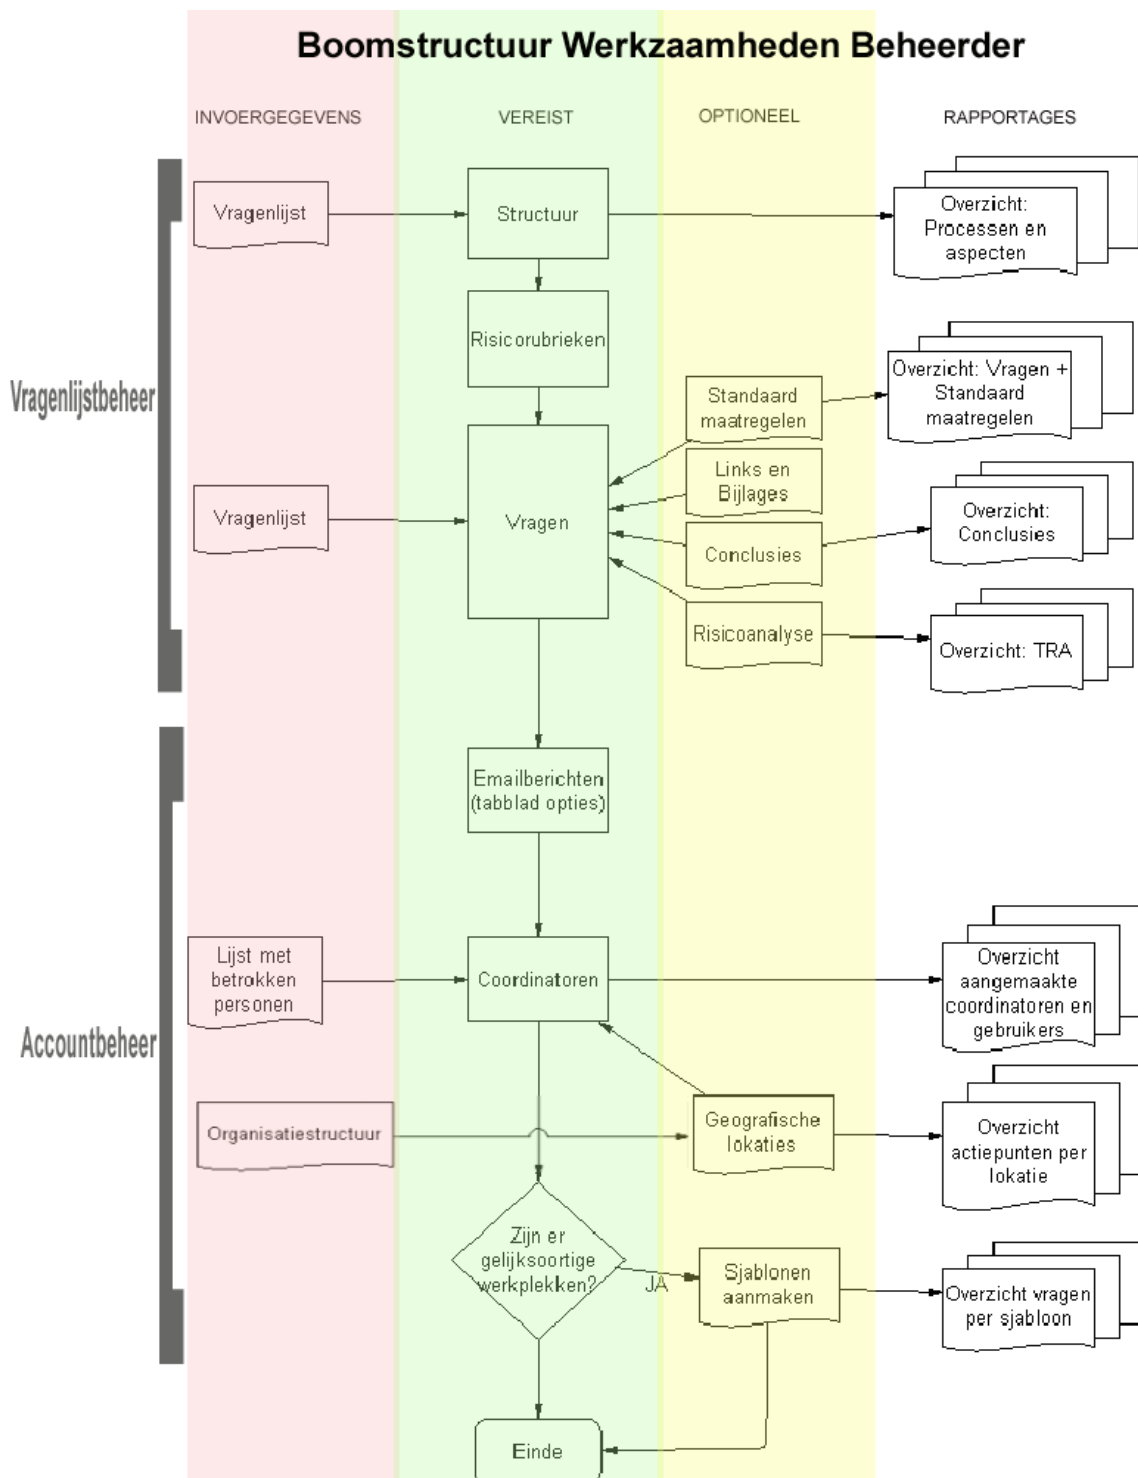 Boomstructuur Werkzaamheden Beheerder
INVOERGEGEVENS
VEREIST
OPTIONEEL
RAPPORTAGES
Vragenlijstbeheer
Vragenlijst
Structuur
Overzicht:
Processen en
aspecten
Risicorubrieken
Standaard
maatregelen
Overzicht: Vragen +
Standaard
maatregelen
Links en
Bijlages
Vragenlijst
Vragen
Conclusies
Overzicht:
Conclusies
Risicoanalyse
Overzicht: TRA
Accountbeheer
Emailberichten
(tabblad opties)
Lijst met
betrokken
personen
Coordinatoren
Overzicht
aangemaakte
coordinatoren en
gebruikers
Organisatiestructuur
Geografische
lokaties
Overzicht
actiepunten per
lokatie
Zijn er
gelijksoortige
werkplekken?
JA
Sjablonen
aanmaken
Overzicht vragen
per sjabloon
Einde